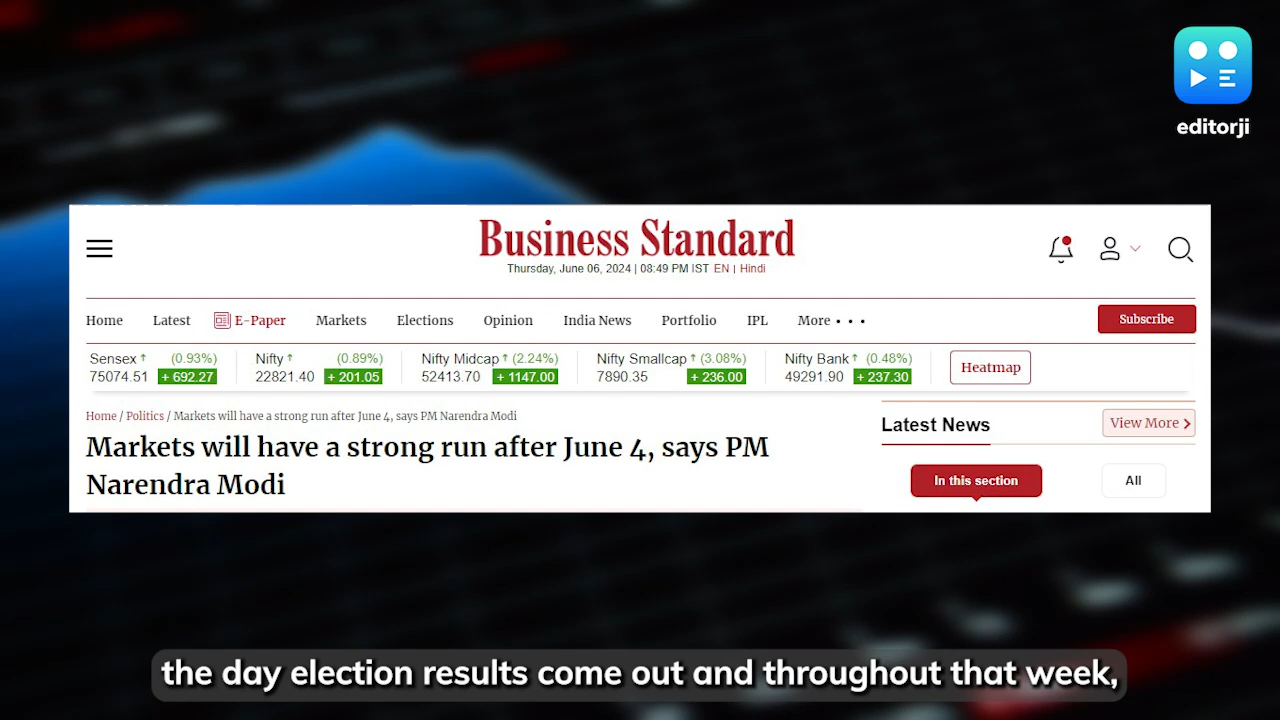 editorji
Business Standard
Thursday, June 06, 2024 | 08:49 PM IST EN | Hindi
Home Latest E-Paper Markets Elections Opinion India News Portfolio IPL More
Subscribe
Sensex (0.93%) Nifty (0.89%) Nifty Midcap (2.24%) Nifty Smallcap (3.08%) Nifty Bank (0.48%)
75074.51 + 692.27 22821.40 + 201.05 52413.70 + 1147.00 7890.35 + 236.00 49291.90 + 237.30
Heatmap
Home / Politics / Markets will have a strong run after June 4, says PM Narendra Modi
Markets will have a strong run after June 4, says PM
Narendra Modi
Latest News
View More
In this section
All
the day election results come out and throughout that week,